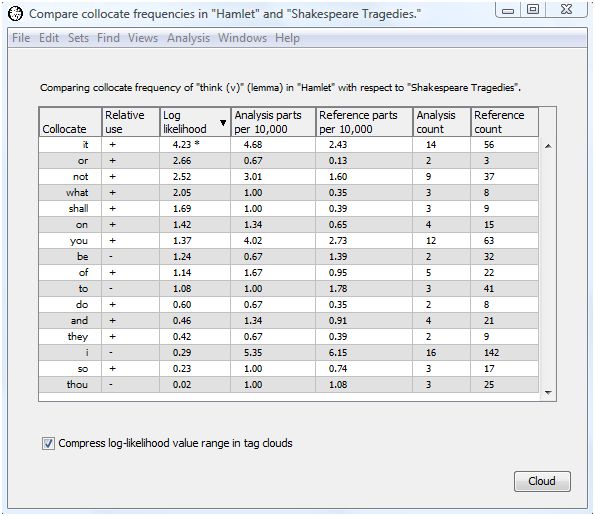 Compare collocate frequencies in "Hamlet" and "Shakespeare Tragedies."
File Edit Sets Find Views Analysis Windows Help
Comparing collocate frequency of "think (v)" (lemma) in "Hamlet" with respect to "Shakespeare Tragedies".
Collocate Relative use Log likelihood ▼ Analysis parts per 10,000 Reference parts per 10,000 Analysis count Reference count
it + 4.23 * 4.68 2.43 14 56
or + 2.66 0.67 0.13 2 3
not + 2.52 3.01 1.60 9 37
what + 2.05 1.00 0.35 3 8
shall + 1.69 1.00 0.39 3 9
on + 1.42 1.34 0.65 4 15
you + 1.37 4.02 2.73 12 63
be - 1.24 0.67 1.39 2 32
of + 1.14 1.67 0.95 5 22
to - 1.08 1.00 1.78 3 41
do + 0.60 0.67 0.35 2 8
and + 0.46 1.34 0.91 4 21
they + 0.42 0.67 0.39 2 9
i - 0.29 5.35 6.15 16 142
so + 0.23 1.00 0.74 3 17
thou - 0.02 1.00 1.08 3 25
Compress log-likelihood value range in tag clouds
Cloud